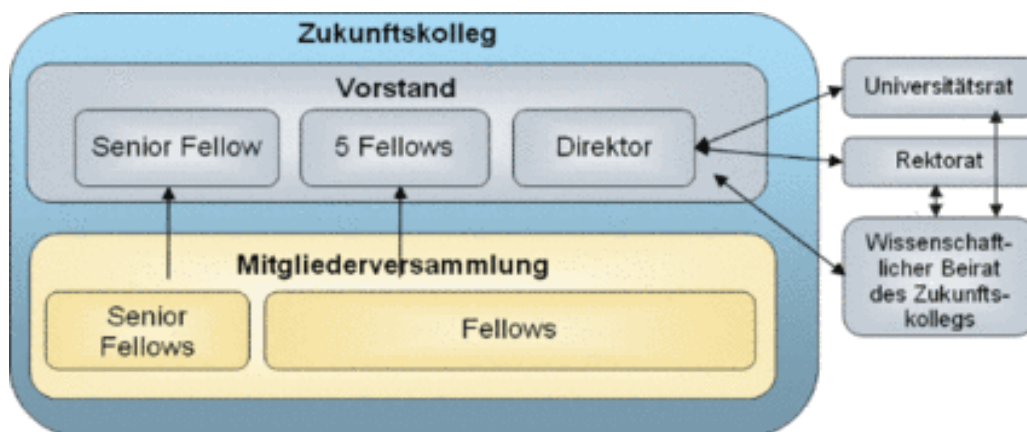 Zukunftskolleg
Vorstand
Senior Fellow
5 Fellows
Direktor
Mitgliederversammlung
Senior
Fellows
Fellows
Universitätsrat
Rektorat
Wissenschaft-
licher Beirat
des Zukunfts-
kollegs